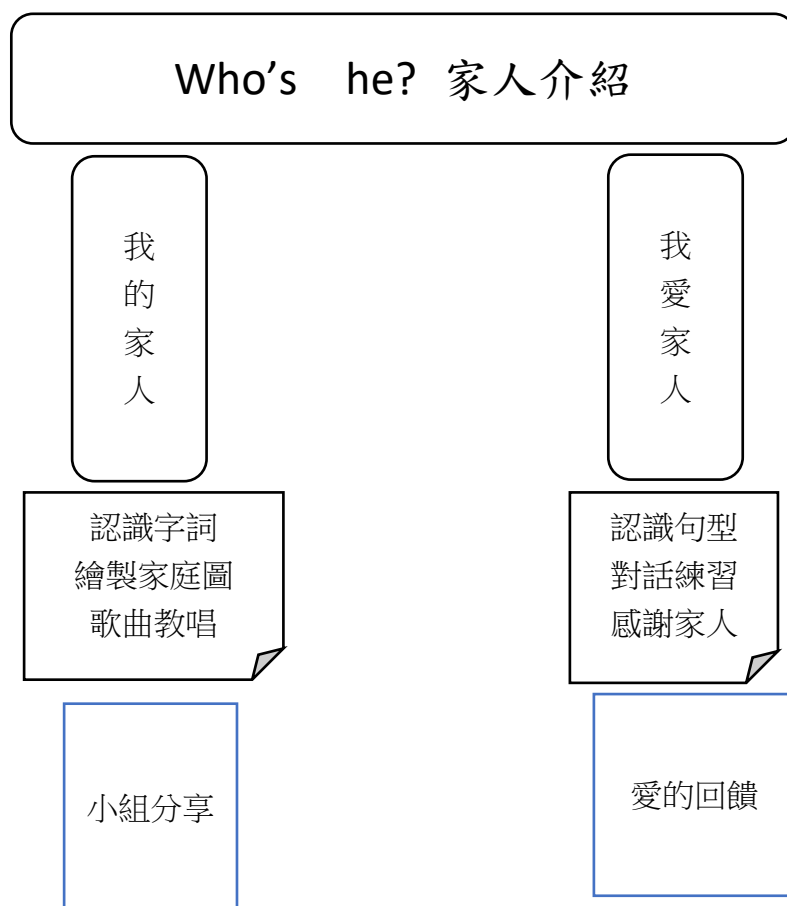 Who's he? 家人介紹
我的家人
認識字詞
繪製家庭圖
歌曲教唱
小組分享
我愛家人
認識句型
對話練習
感謝家人
愛的回饋